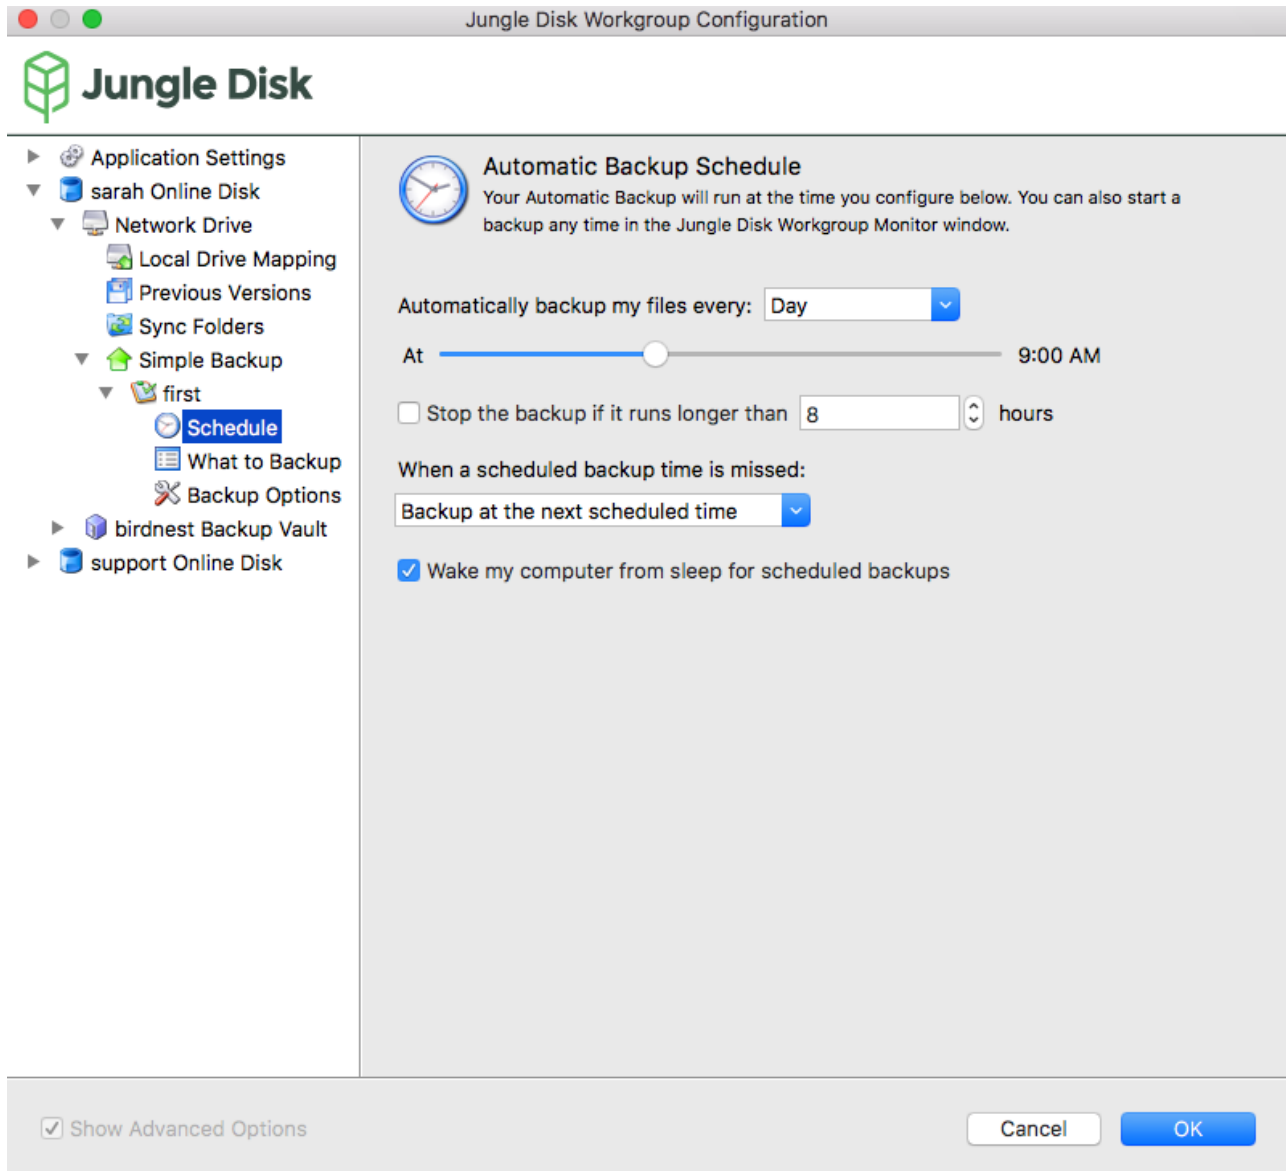 Jungle Disk Workgroup Configuration
Jungle Disk
Application Settings
sarah Online Disk
Network Drive
Local Drive Mapping
Previous Versions
Sync Folders
Simple Backup
first
Schedule
What to Backup
Backup Options
birdnest Backup Vault
support Online Disk
Automatic Backup Schedule
Your Automatic Backup will run at the time you configure below. You can also start a
backup any time in the Jungle Disk Workgroup Monitor window.
Automatically backup my files every: Day
At 9:00 AM
Stop the backup if it runs longer than 8 hours
When a scheduled backup time is missed:
Backup at the next scheduled time
Wake my computer from sleep for scheduled backups
Show Advanced Options
Cancel OK